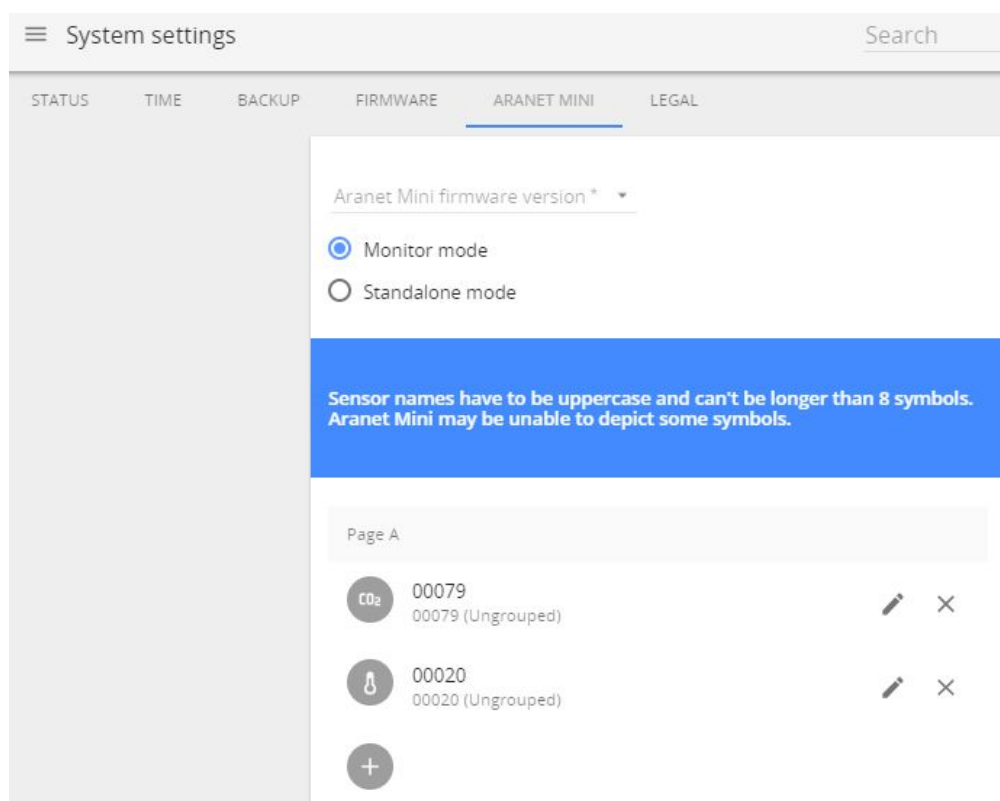 System settings
Search
STATUS TIME BACKUP FIRMWARE ARANET MINI LEGAL
Aranet Mini firmware version *
Monitor mode
Standalone mode
Sensor names have to be uppercase and can't be longer than 8 symbols.
Aranet Mini may be unable to depict some symbols.
Page A
CO₂
00079
00079 (Ungrouped)
00020
00020 (Ungrouped)